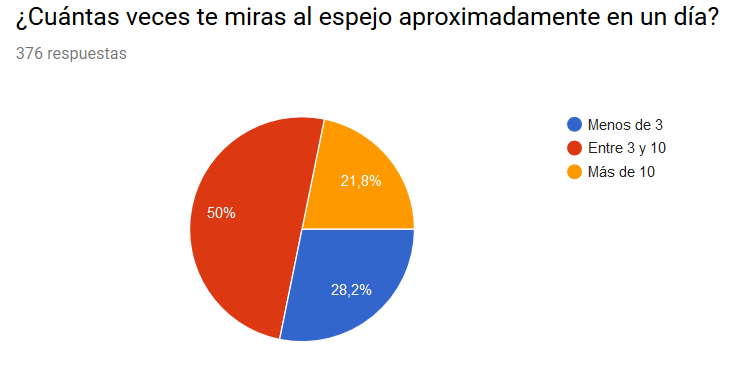 ¿Cuántas veces te miras al espejo aproximadamente en un día?
376 respuestas
Menos de 3
Entre 3 y 10
Más de 10
21,8%
50%
28,2%